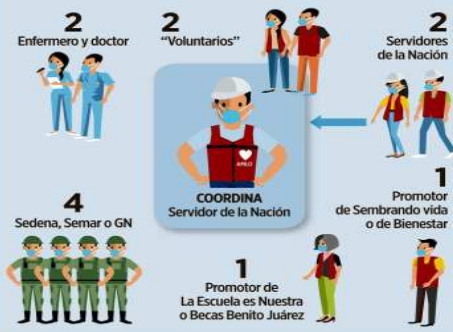 2
Enfermero y doctor
2
“Voluntarios”
2
Servidores
de la Nación
AMLO
COORDINA
Servidor de la Nación
4
Sedena, Semar o GN
1
Promotor de
La Escuela es Nuestra
o Becas Benito Juárez
1
Promotor
de Sembrando vida
o de Bienestar